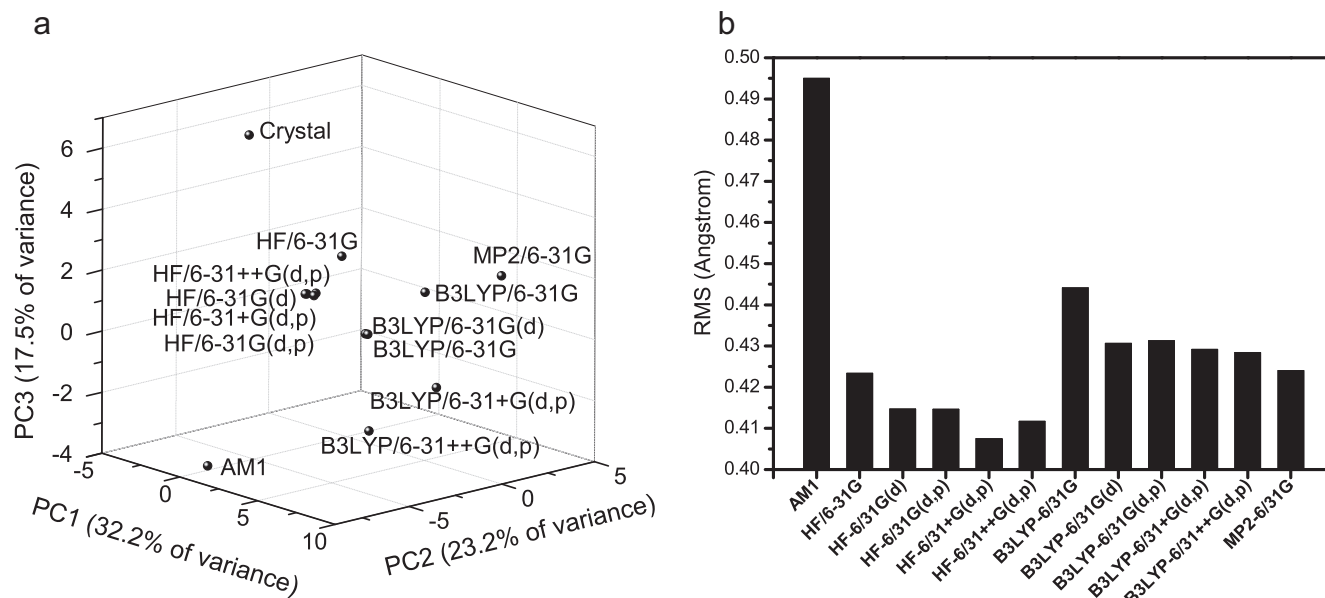 a
Crystal
HF/6-31G
HF/6-31++G(d,p)
HF/6-31G(d)
HF/6-31+G(d,p)
HF/6-31G(d,p)
MP2/6-31G
B3LYP/6-31G
B3LYP/6-31G(d)
B3LYP/6-31G
B3LYP/6-31+G(d,p)
B3LYP/6-31++G(d,p)
AM1
PC3 (17.5% of variance)
6
4
2
0
-2
-4
PC1 (32.2% of variance)
-5
0
5
10
PC2 (23.2% of variance)
-5
0
5
b
RMS (Angstrom)
0.50
0.49
0.48
0.47
0.46
0.45
0.44
0.43
0.42
0.41
0.40
AM1
HF/6-31G
HF-6/31G(d)
HF-6/31G(d,p)
HF-6/31+G(d,p)
HF-6/31++G(d,p)
B3LYP-6/31G
B3LYP-6/31G(d)
B3LYP-6/31G(d,p)
B3LYP-6/31+G(d,p)
B3LYP-6/31++G(d,p)
MP2-6/31G